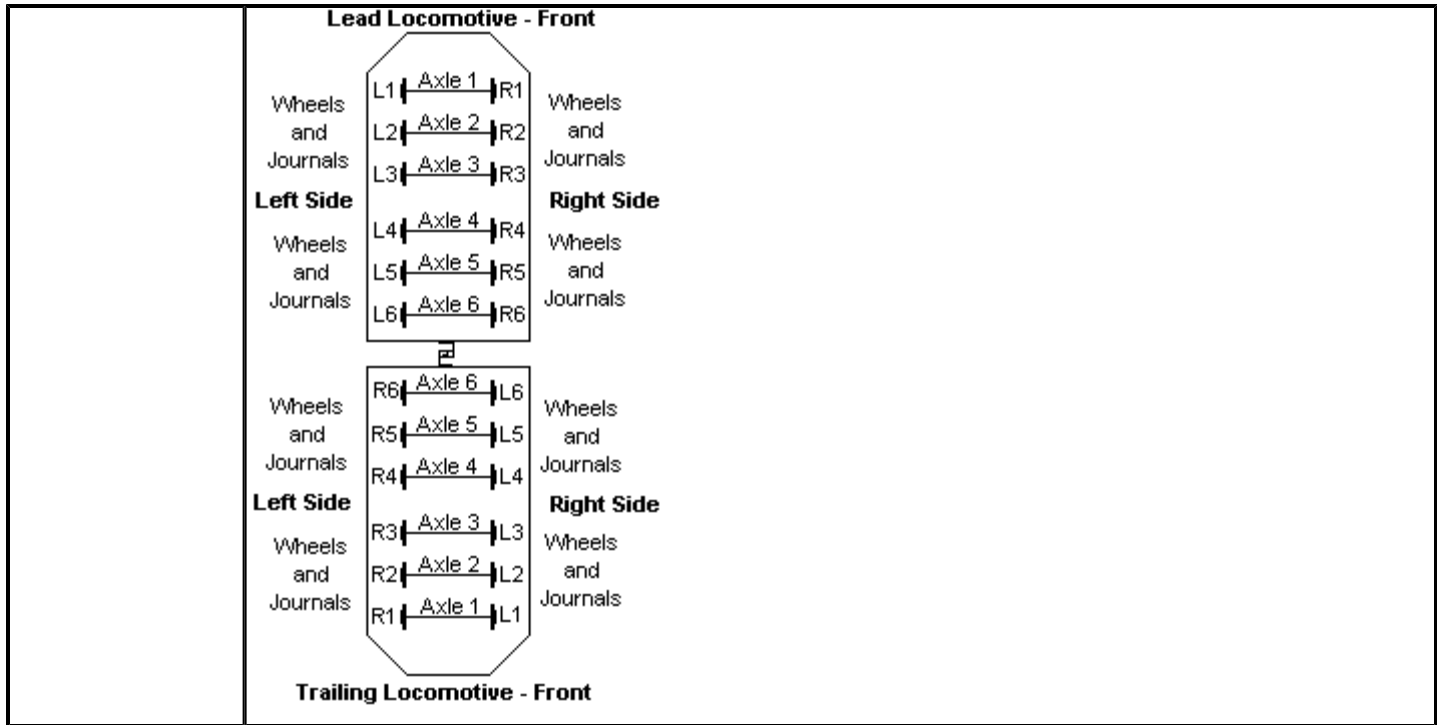 Lead Locomotive - Front
L1 Axle 1 R1
Wheels and Journals
Wheels and Journals
L2 Axle 2 R2
L3 Axle 3 R3
Left Side
Right Side
L4 Axle 4 R4
Wheels and Journals
Wheels and Journals
L5 Axle 5 R5
L6 Axle 6 R6
R6 Axle 6 L6
Wheels and Journals
Wheels and Journals
R5 Axle 5 L5
R4 Axle 4 L4
Left Side
Right Side
R3 Axle 3 L3
Wheels and Journals
Wheels and Journals
R2 Axle 2 L2
R1 Axle 1 L1
Trailing Locomotive - Front